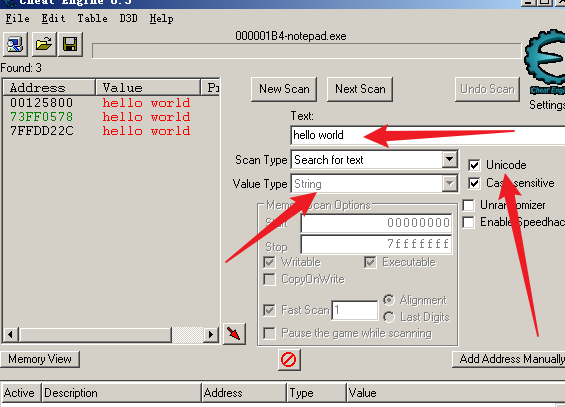 Cheat Engine 6.3
File Edit Table D3D Help
000001B4-notepad.exe
Found: 3
Address Value
00125800 hello world
73FF0578 hello world
7FFDD22C hello world
New Scan Next Scan Undo Scan
Cheat Engine
Settings
Text:
hello world
Scan Type Search for text
Unicode
Value Type String
Case sensitive
Memory Scan Options
Unrandomizer
Start 00000000
Enable Speedhac
Stop 7fffffff
Writable Executable
CopyOnWrite
Fast Scan 1 Alignment
Last Digits
Pause the game while scanning
Memory View Add Address Manually
Active Description Address Type Value